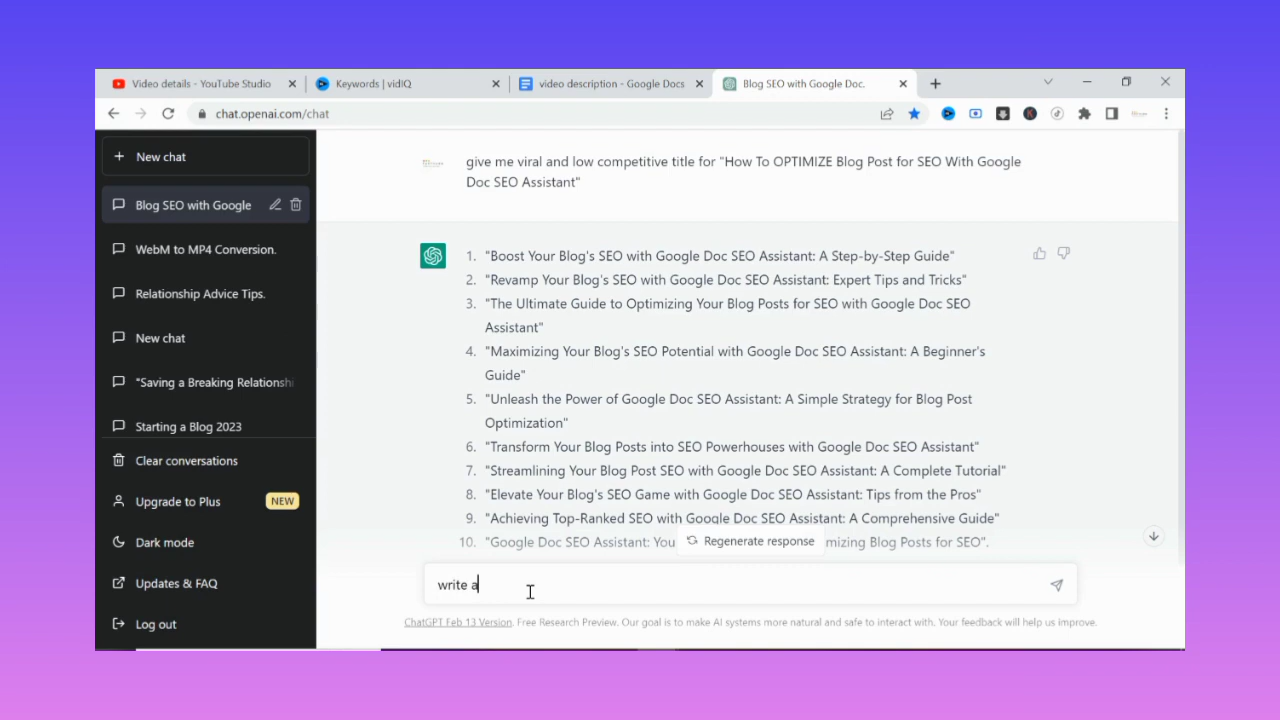 Video details - YouTube Studio
Keywords | vidIQ
video description - Google Docs
Blog SEO with Google Doc.
chat.openai.com/chat
New chat
Blog SEO with Google
WebM to MP4 Conversion.
Relationship Advice Tips.
New chat
"Saving a Breaking Relationshi
Starting a Blog 2023
Clear conversations
Upgrade to Plus NEW
Dark mode
Updates & FAQ
Log out
give me viral and low competitive title for "How To OPTIMIZE Blog Post for SEO With Google
Doc SEO Assistant"
1. "Boost Your Blog's SEO with Google Doc SEO Assistant: A Step-by-Step Guide"
2. "Revamp Your Blog's SEO with Google Doc SEO Assistant: Expert Tips and Tricks"
3. "The Ultimate Guide to Optimizing Your Blog Posts for SEO with Google Doc SEO
Assistant"
4. "Maximizing Your Blog's SEO Potential with Google Doc SEO Assistant: A Beginner's
Guide"
5. "Unleash the Power of Google Doc SEO Assistant: A Simple Strategy for Blog Post
Optimization"
6. "Transform Your Blog Posts into SEO Powerhouses with Google Doc SEO Assistant"
7. "Streamlining Your Blog Post SEO with Google Doc SEO Assistant: A Complete Tutorial"
8. "Elevate Your Blog's SEO Game with Google Doc SEO Assistant: Tips from the Pros"
9. "Achieving Top-Ranked SEO with Google Doc SEO Assistant: A Comprehensive Guide"
10. "Google Doc SEO Assistant: You mizing Blog Posts for SEO".
Regenerate response
write a
ChatGPT Feb 13 Version. Free Research Preview. Our goal is to make AI systems more natural and safe to interact with. Your feedback will help us improve.